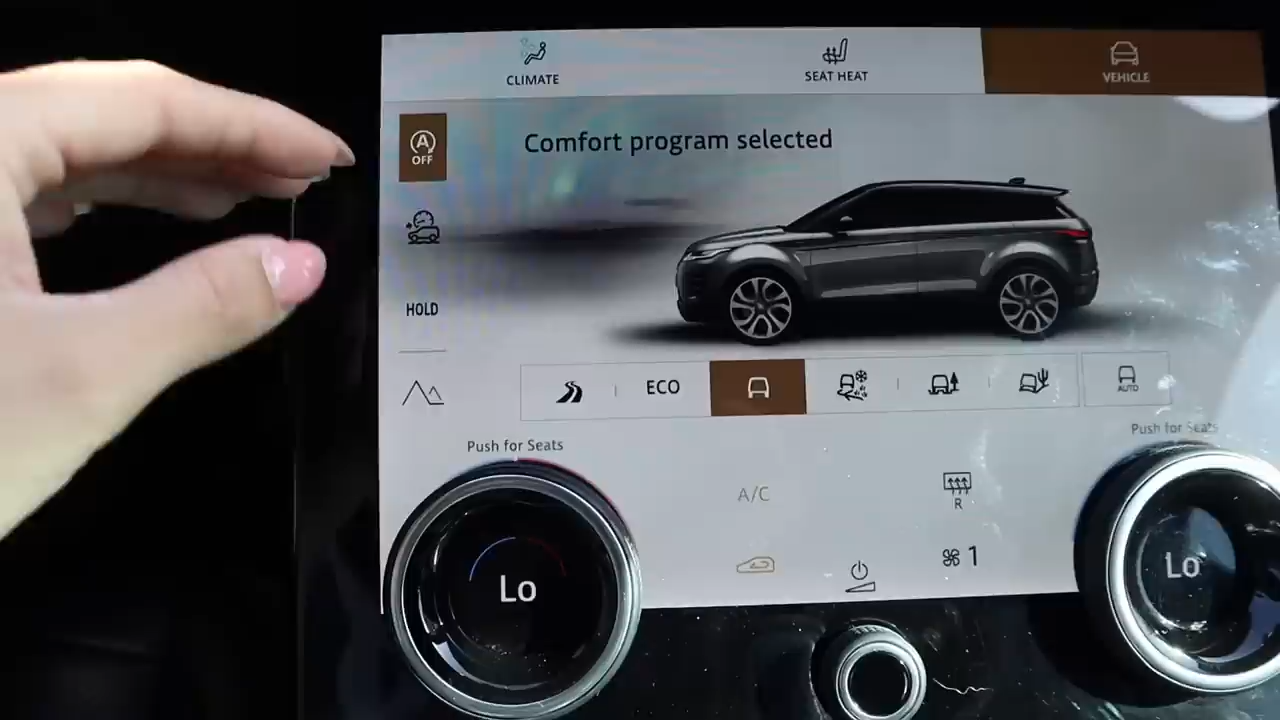 CLIMATE
SEAT HEAT
VEHICLE
A
OFF
Comfort program selected
HOLD
ECO
AUTO
Push for Seats
Push for Seats
A/C
R
1
Lo
Lo